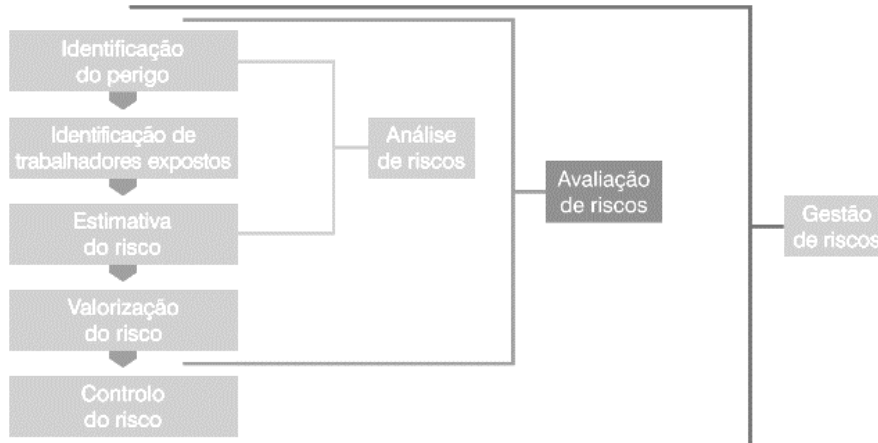 Identificação
do perigo
Identificação de
trabalhadores expostos
Estimativa
do risco
Valorização
do risco
Controlo
do risco
Análise
de riscos
Avaliação
de riscos
Gestão
de riscos